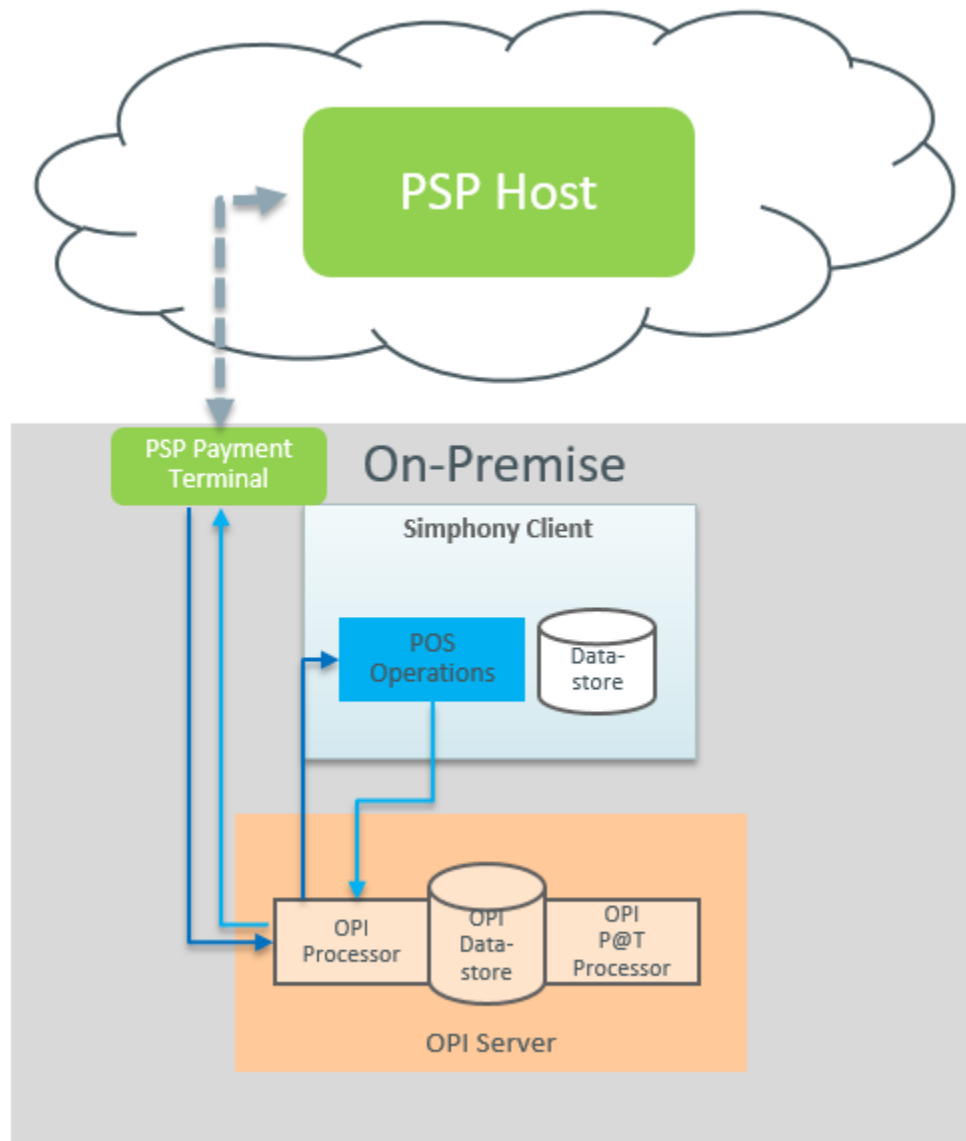 PSP Host
PSP Payment
Terminal
On-Premise
Simphony Client
POS
Operations
Data-
store
OPI
Processor
OPI
Data-
store
OPI
P@T
Processor
OPI Server